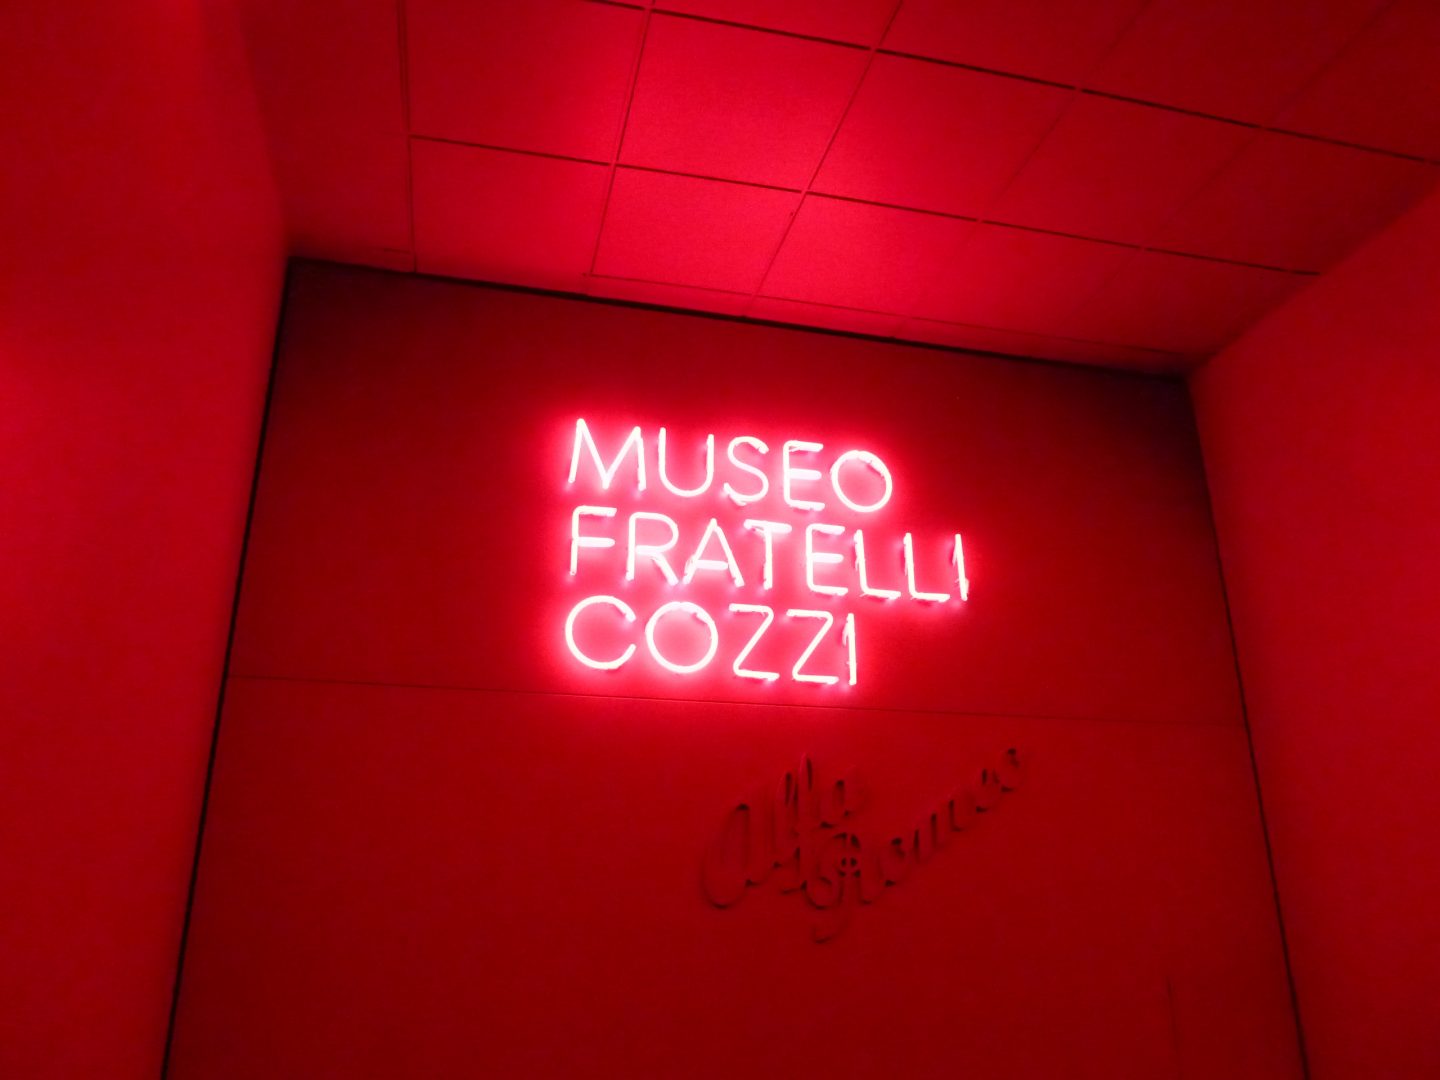 MUSEO
FRATELLI
COZZI
Alfa
Romeo